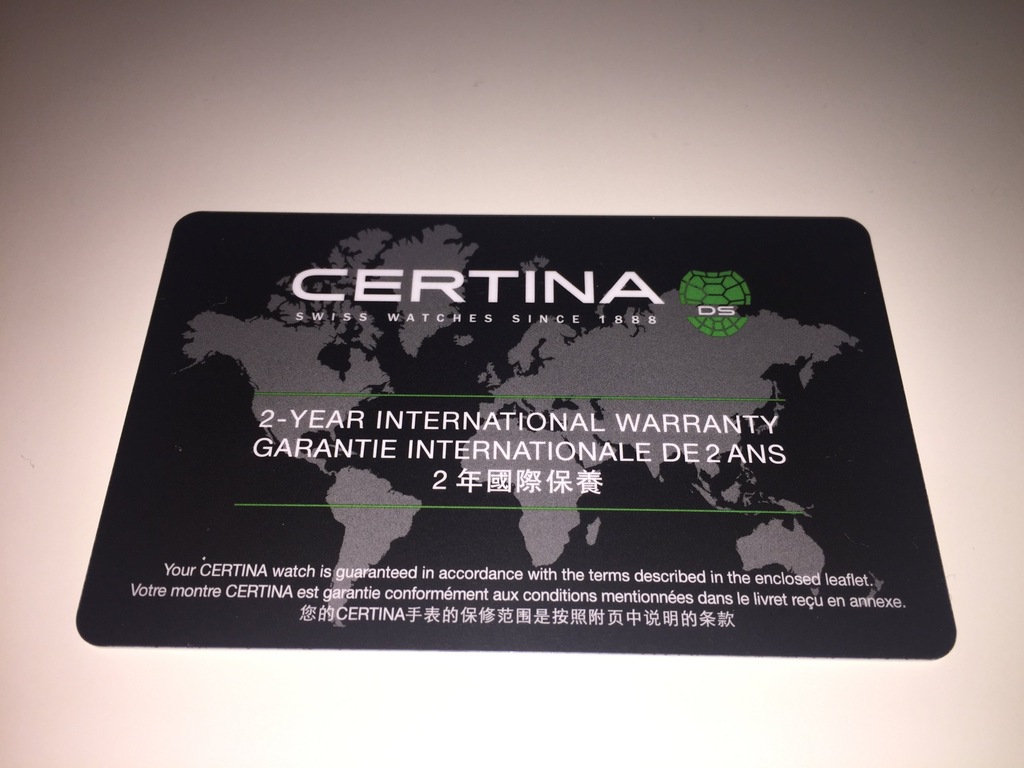 CERTINA
DS
SWISS WATCHES SINCE 1888
2-YEAR INTERNATIONAL WARRANTY
GARANTIE INTERNATIONALE DE 2 ANS
2年國際保養
Your CERTINA watch is guaranteed in accordance with the terms described in the enclosed leaflet.
Votre montre CERTINA est garantie conformément aux conditions mentionnées dans le livret reçu en annexe.
您的CERTINA手表的保修范围是按照附页中说明的条款